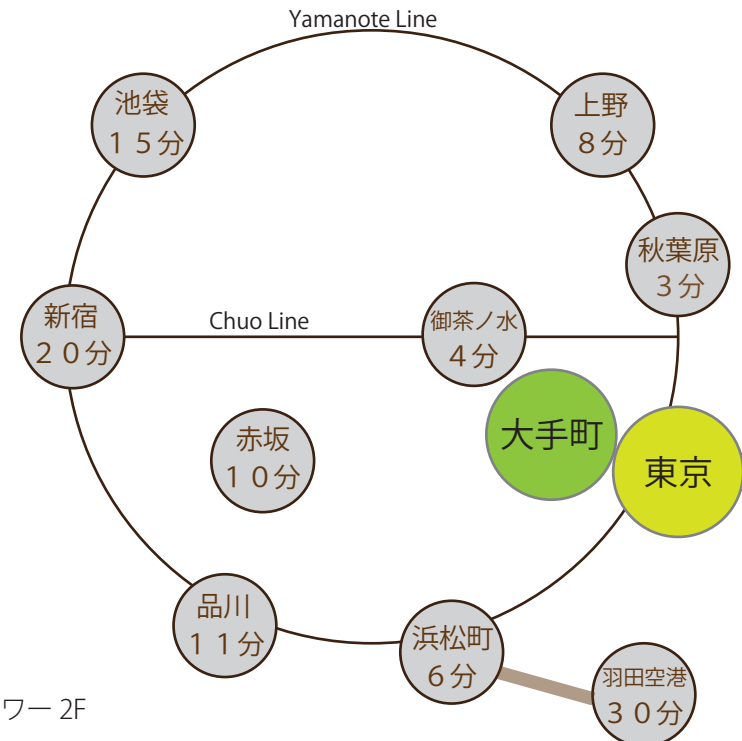 Yamanote Line
池袋
１５分
上野
８分
秋葉原
３分
新宿
２０分
Chuo Line
御茶ノ水
４分
大手町
東京
赤坂
１０分
品川
１１分
浜松町
６分
羽田空港
３０分
ワー 2F